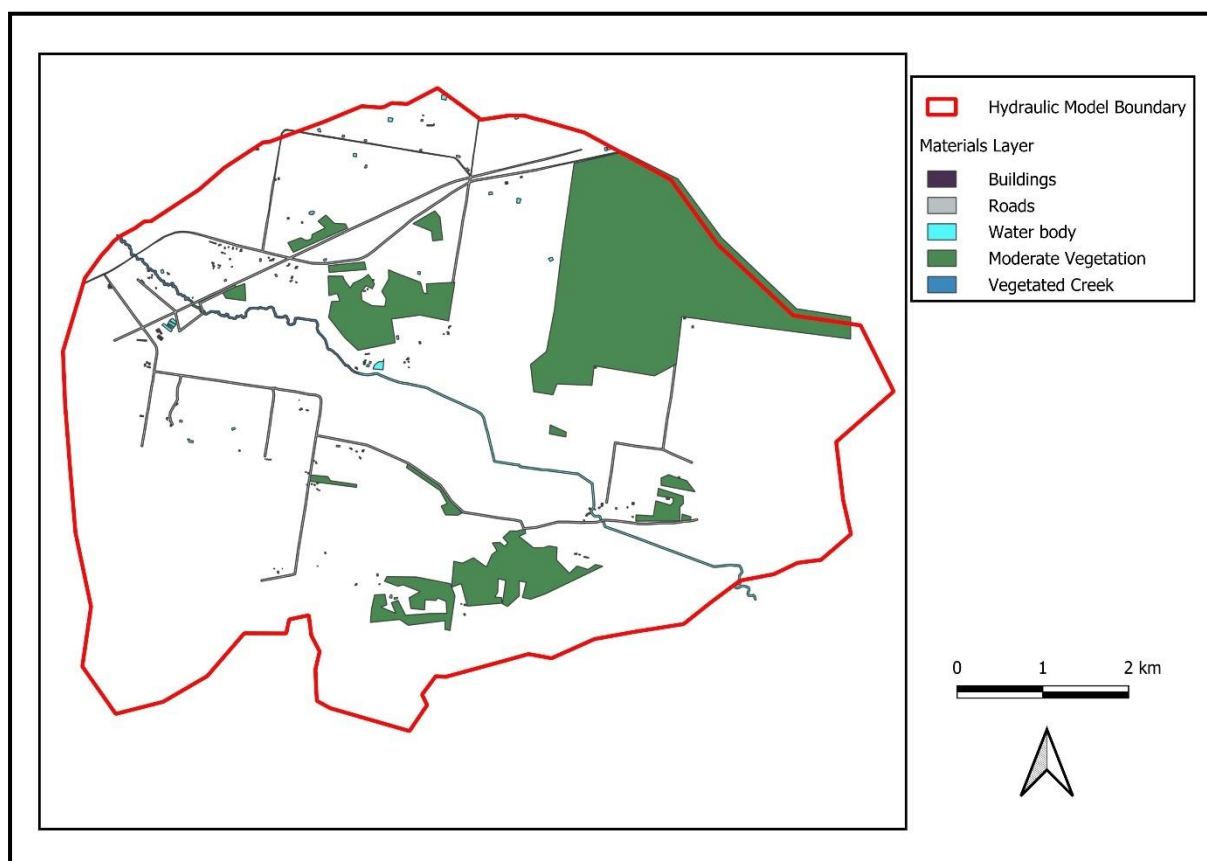 Hydraulic Model Boundary
Materials Layer
Buildings
Roads
Water body
Moderate Vegetation
Vegetated Creek
0 1 2 km